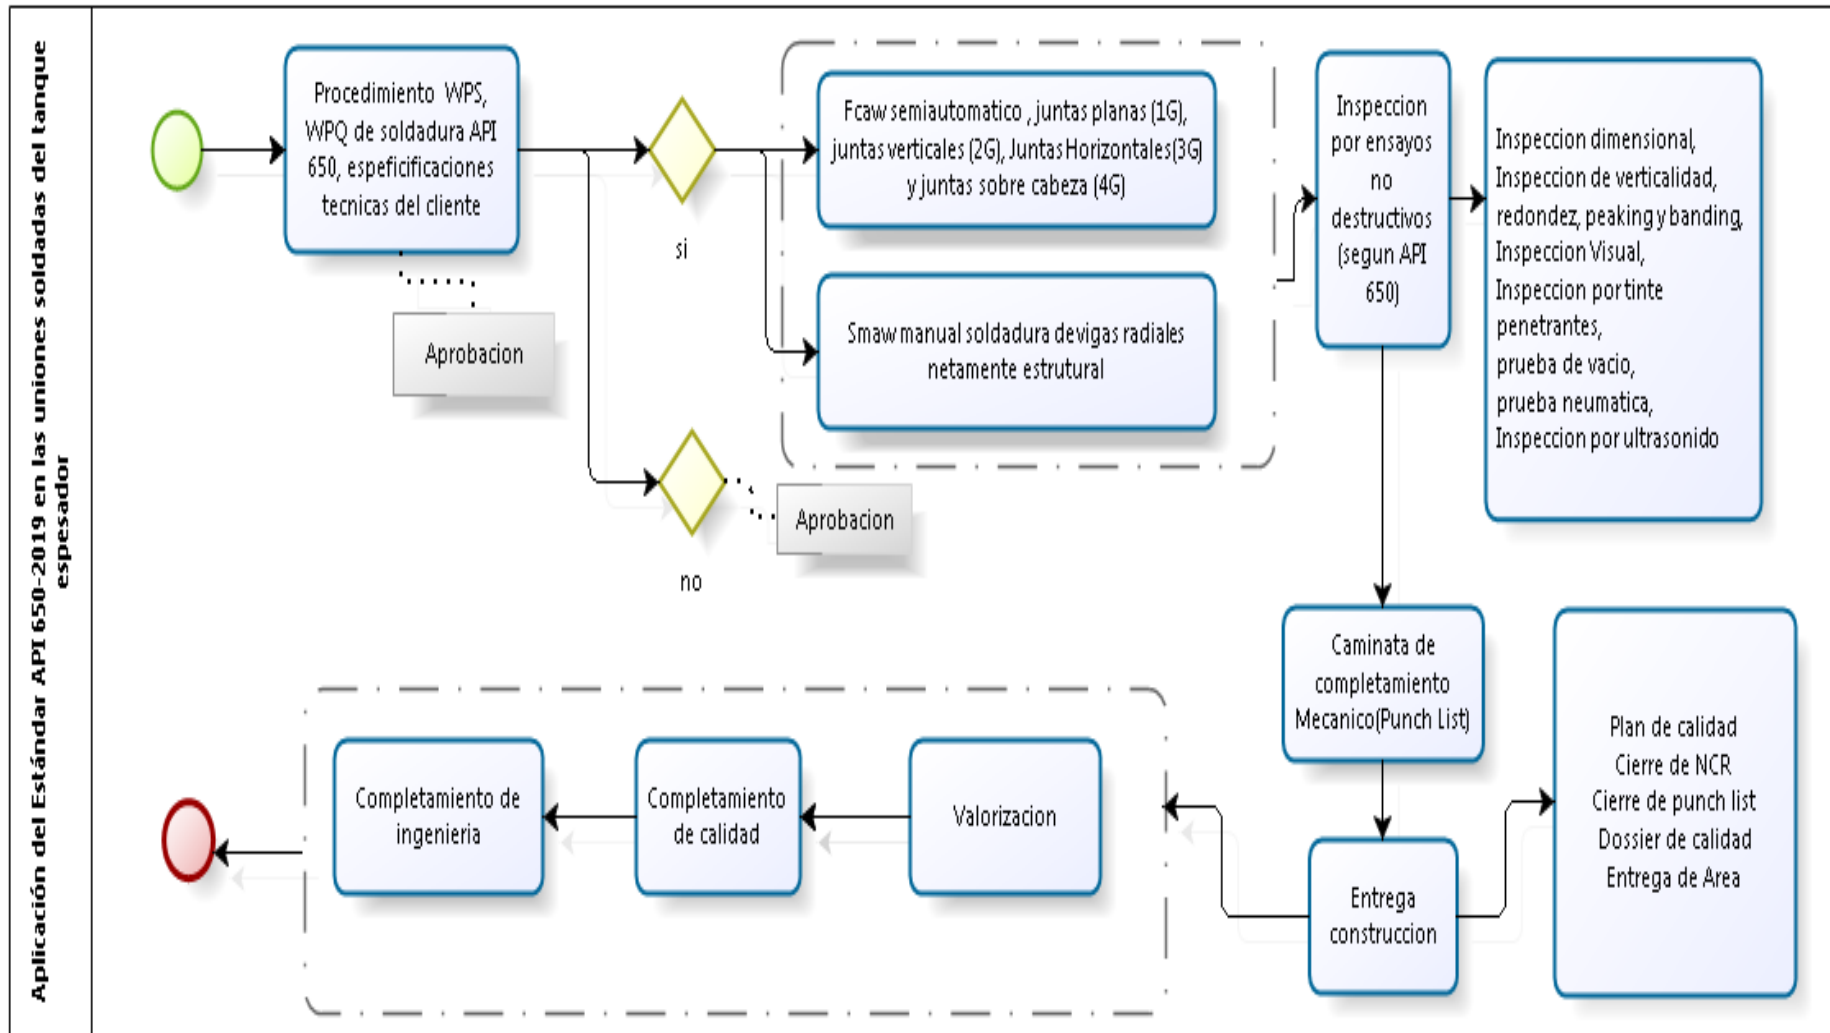 Aplicación del Estándar API 650-2019 en las uniones soldadas del tanque
espesador
Procedimiento WPS,
WPQ de soldadura API
650, espeficificaciones
tecnicas del cliente
Aprobacion
si
no
Aprobacion
Fcaw semiautomatico , juntas planas (1G),
juntas verticales (2G), Juntas Horizontales(3G)
y juntas sobre cabeza (4G)
Smaw manual soldadura devigas radiales
netamente estrutural
Inspeccion
por ensayos
no
destructivos
(segun API
650)
Inspeccion dimensional,
Inspeccion de verticalidad,
redondez, peaking y banding,
Inspeccion Visual,
Inspeccion por tinte
penetrantes,
prueba de vacio,
prueba neumatica,
Inspeccion por ultrasonido
Caminata de
completamiento
Mecanico(Punch List)
Entrega
construccion
Plan de calidad
Cierre de NCR
Cierre de punch list
Dossier de calidad
Entrega de Area
Valorizacion
Completamiento
de calidad
Completamiento de
ingenieria